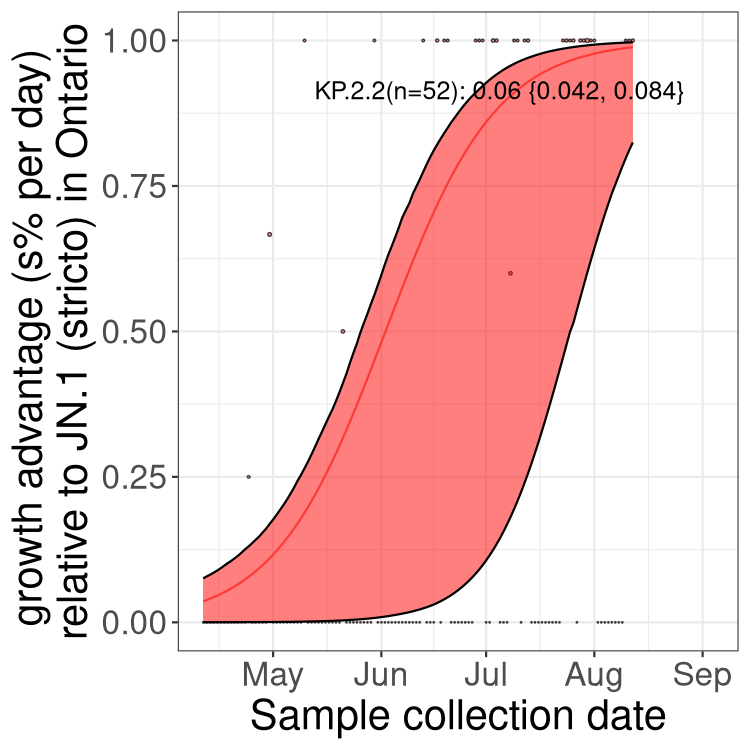 growth advantage (s% per day)
relative to JN.1 (stricto) in Ontario
1.00
0.75
0.50
0.25
0.00
KP.2.2(n=52): 0.06 {0.042, 0.084}
May Jun Jul Aug Sep
Sample collection date